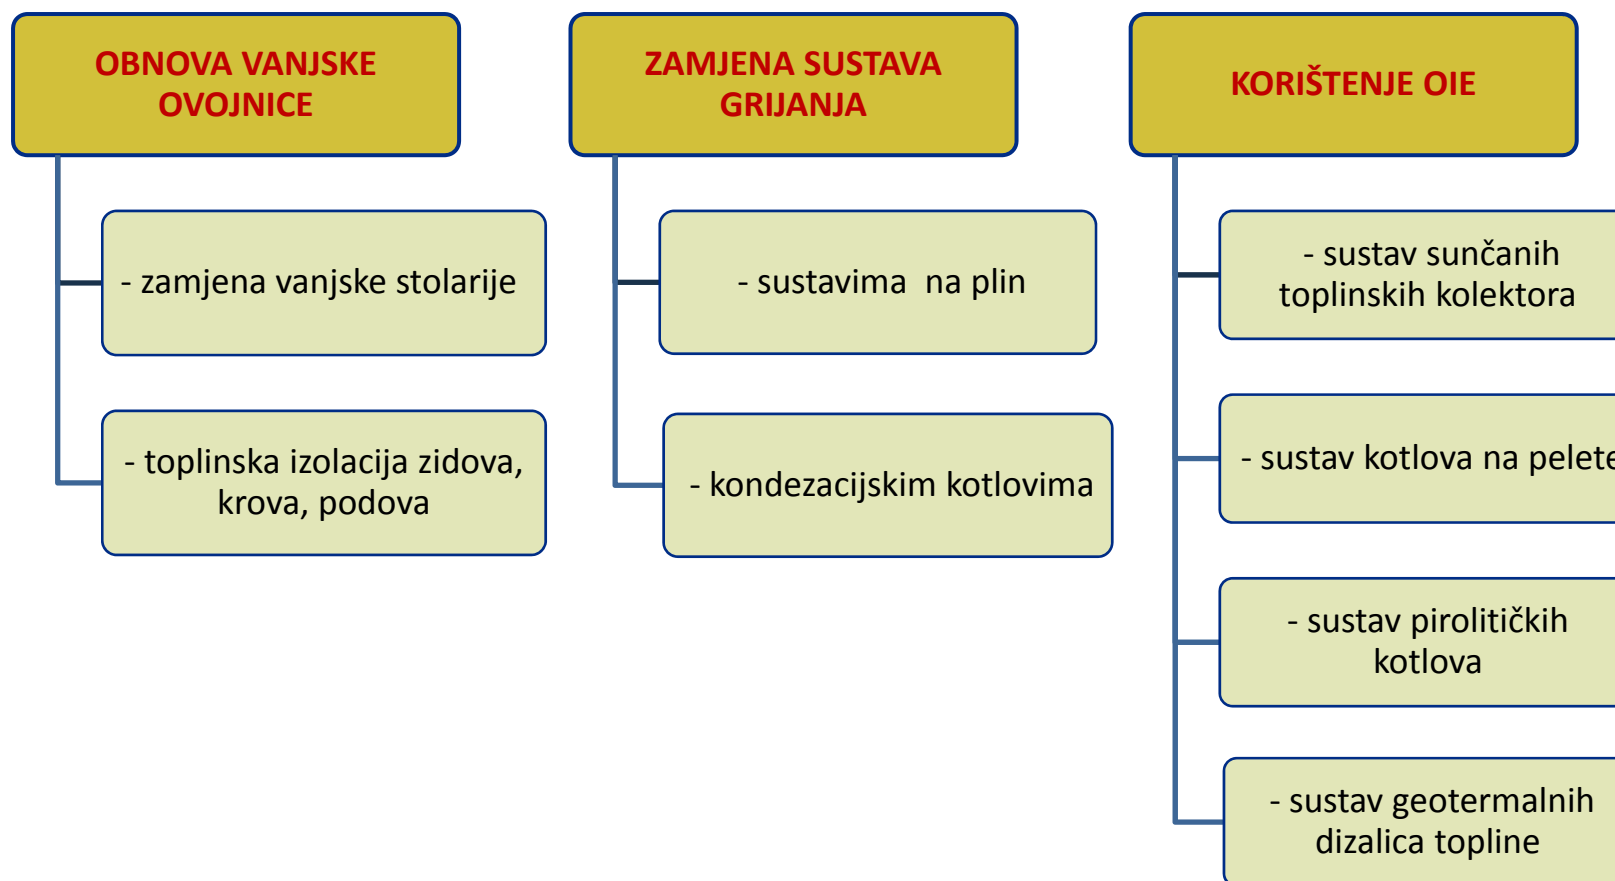 OBNOVA VANJSKE
OVOJNICE
- zamjena vanjske stolarije
- toplinska izolacija zidova,
krova, podova
ZAMJENA SUSTAVA
GRIJANJA
- sustavima  na plin
- kondezacijskim kotlovima
KORIŠTENJE OIE
- sustav sunčanih
toplinskih kolektora
- sustav kotlova na pelete
- sustav pirolitičkih
kotlova
- sustav geotermalnih
dizalica topline